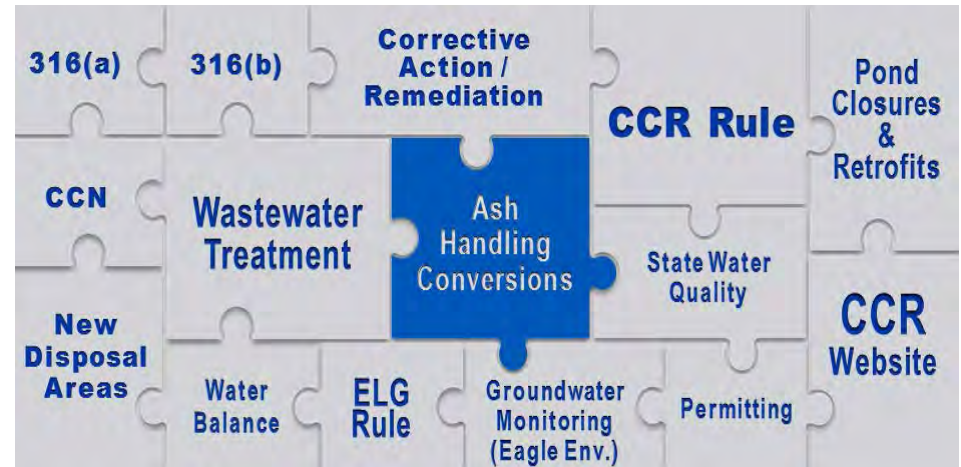 316(a)
316(b)
Corrective
Action /
Remediation
CCR Rule
Pond
Closures
&
Retrofits
CCN
Wastewater
Treatment
Ash
Handling
Conversions
State Water
Quality
New
Disposal
Areas
Water
Balance
ELG
Rule
Groundwater
Monitoring
(Eagle Env.)
Permitting
CCR
Website